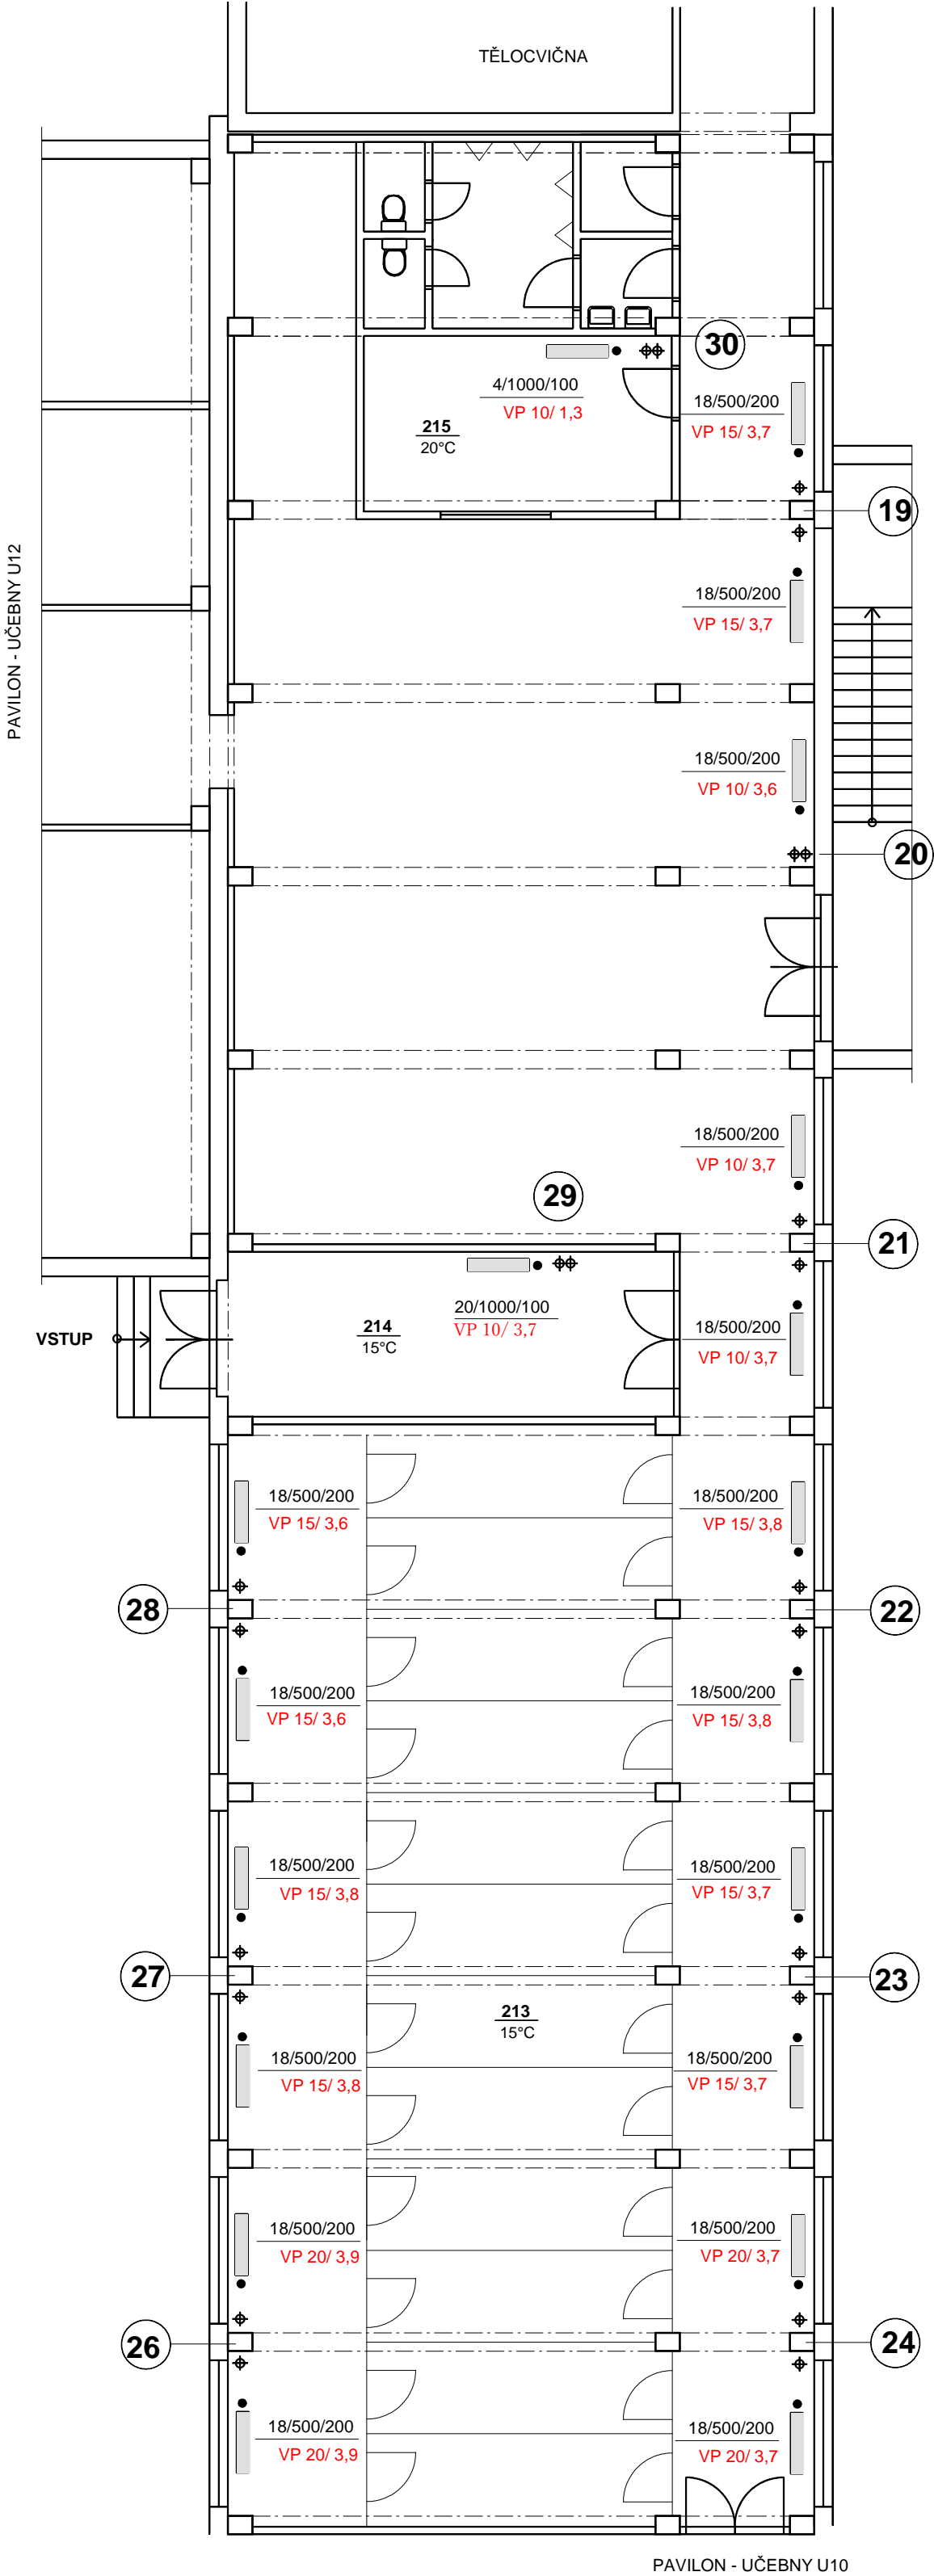 TĚLOCVIČNA
30
4/1000/100
VP 10/ 1,3
215
20°C
18/500/200
VP 15/ 3,7
19
PAVILON - UČEBNY U12
18/500/200
VP 15/ 3,7
18/500/200
VP 10/ 3,6
20
18/500/200
VP 10/ 3,7
29
21
20/1000/100
VP 10/ 3,7
214
15°C
VSTUP
18/500/200
VP 10/ 3,7
18/500/200
VP 15/ 3,6
18/500/200
VP 15/ 3,8
28
22
18/500/200
VP 15/ 3,6
18/500/200
VP 15/ 3,8
18/500/200
VP 15/ 3,8
18/500/200
VP 15/ 3,7
27
23
213
15°C
18/500/200
VP 15/ 3,8
18/500/200
VP 15/ 3,7
18/500/200
VP 20/ 3,9
18/500/200
VP 20/ 3,7
26
24
18/500/200
VP 20/ 3,9
18/500/200
VP 20/ 3,7
PAVILON - UČEBNY U10